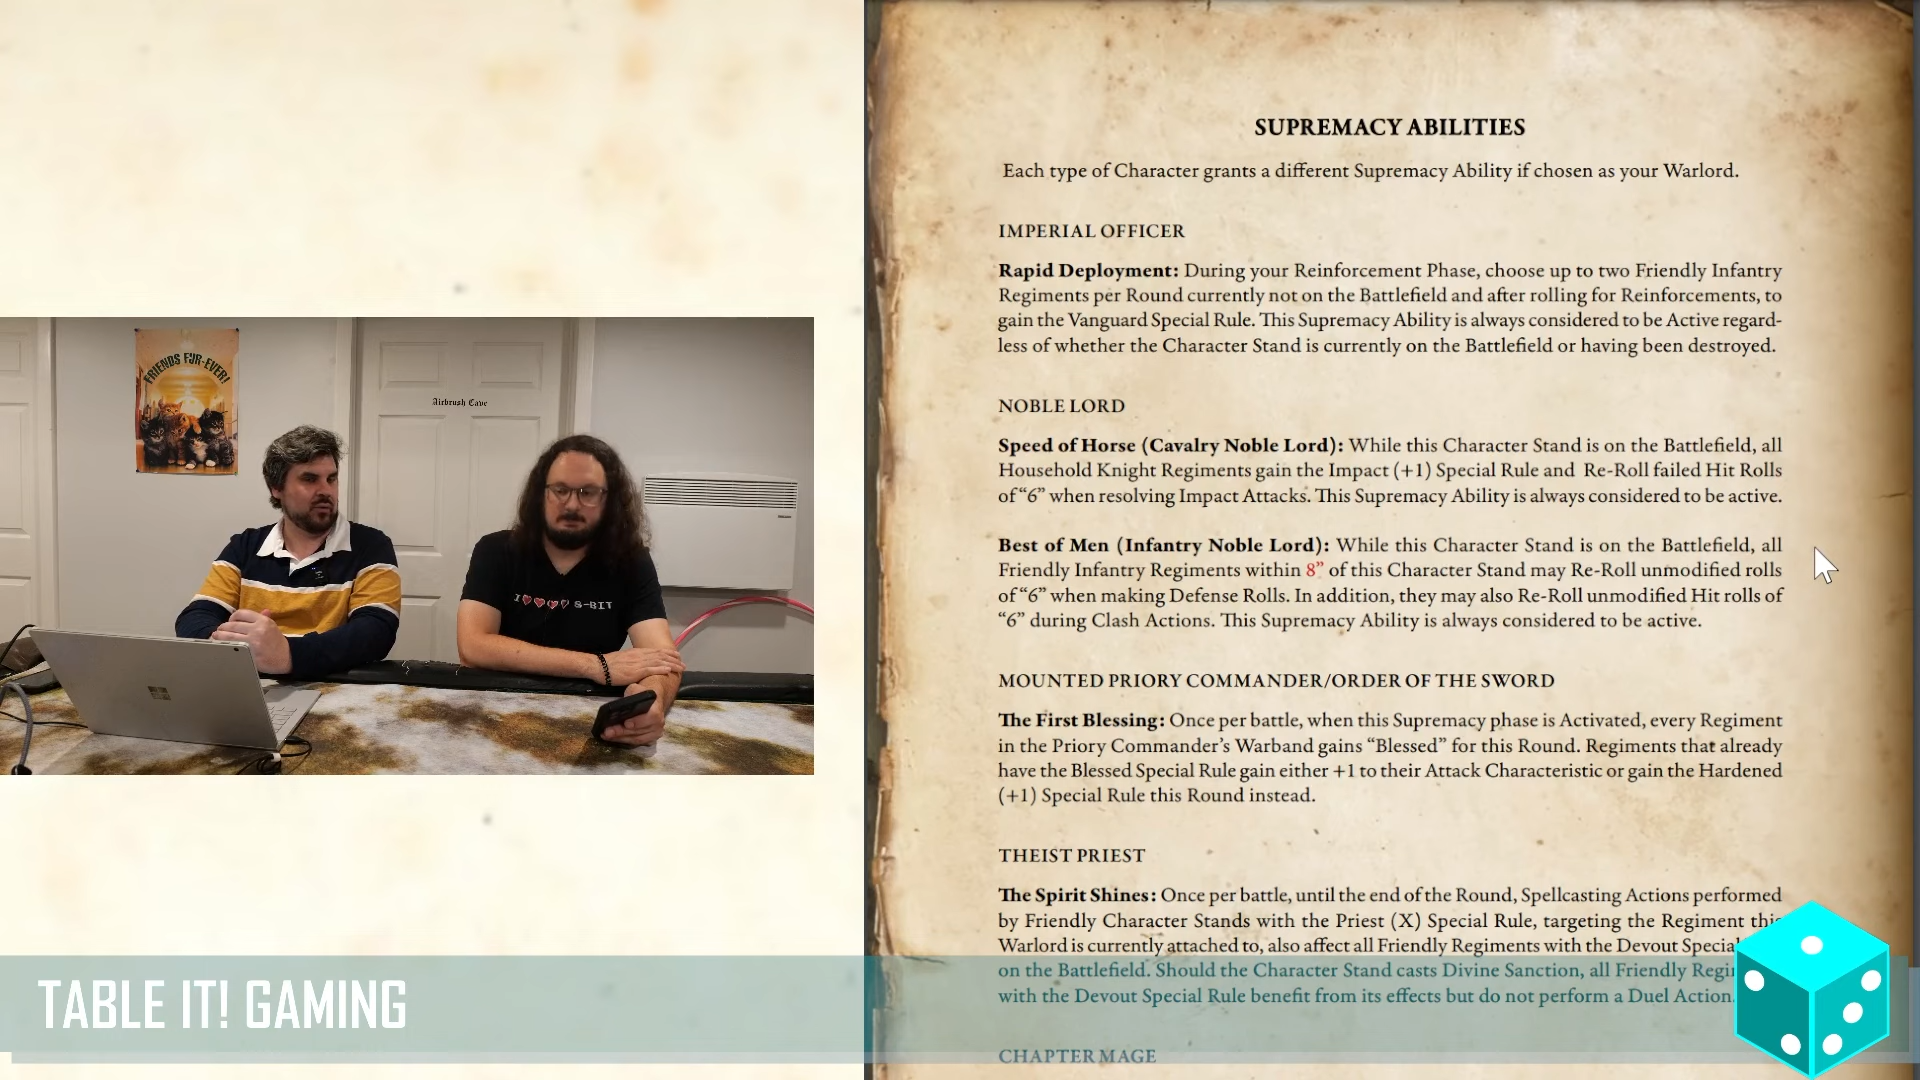 FRIENDS FUR-EVER!
Airbrush Cave
I 8-BIT
TABLE IT! GAMING
SUPREMACY ABILITIES
Each type of Character grants a different Supremacy Ability if chosen as your Warlord.
IMPERIAL OFFICER
Rapid Deployment: During your Reinforcement Phase, choose up to two Friendly Infantry
Regiments per Round currently not on the Battlefield and after rolling for Reinforcements, to
gain the Vanguard Special Rule. This Supremacy Ability is always considered to be Active regard-
less of whether the Character Stand is currently on the Battlefield or having been destroyed.
NOBLE LORD
Speed of Horse (Cavalry Noble Lord): While this Character Stand is on the Battlefield, all
Household Knight Regiments gain the Impact (+1) Special Rule and Re-Roll failed Hit Rolls
of “6” when resolving Impact Attacks. This Supremacy Ability is always considered to be active.
Best of Men (Infantry Noble Lord): While this Character Stand is on the Battlefield, all
Friendly Infantry Regiments within 8” of this Character Stand may Re-Roll unmodified rolls
of “6” when making Defense Rolls. In addition, they may also Re-Roll unmodified Hit rolls of
“6” during Clash Actions. This Supremacy Ability is always considered to be active.
MOUNTED PRIORY COMMANDER/ORDER OF THE SWORD
The First Blessing: Once per battle, when this Supremacy phase is Activated, every Regiment
in the Priory Commander’s Warband gains “Blessed” for this Round. Regiments that already
have the Blessed Special Rule gain either +1 to their Attack Characteristic or gain the Hardened
(+1) Special Rule this Round instead.
THEIST PRIEST
The Spirit Shines: Once per battle, until the end of the Round, Spellcasting Actions performed
by Friendly Character Stands with the Priest (X) Special Rule, targeting the Regiment this
Warlord is currently attached to, also affect all Friendly Regiments with the Devout Special
on the Battlefield. Should the Character Stand casts Divine Sanction, all Friendly
with the Devout Special Rule benefit from its effects but do not perform a Duel Action.
CHAPTER MAGE